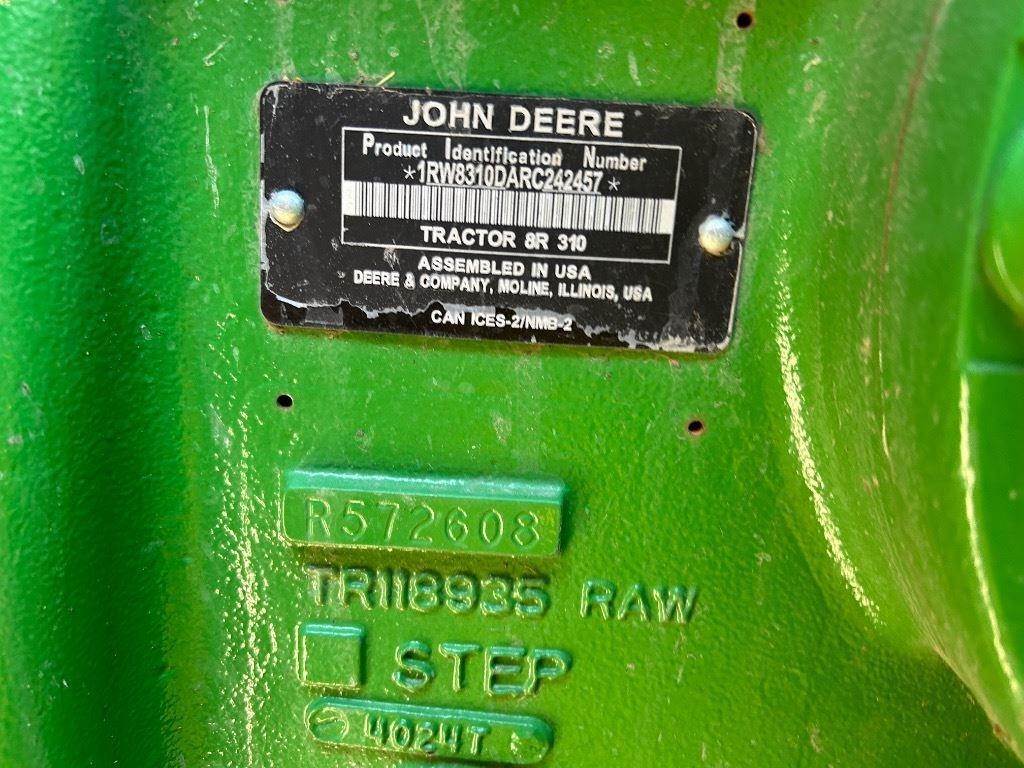 JOHN DEERE
Product Identification Number
*1RW8310DARC242457*
TRACTOR 8R 310
ASSEMBLED IN USA
DEERE & COMPANY, MOLINE, ILLINOIS, USA
CAN ICES-2/NMB-2
R572608
TR118935 RAW
STEP
4024T